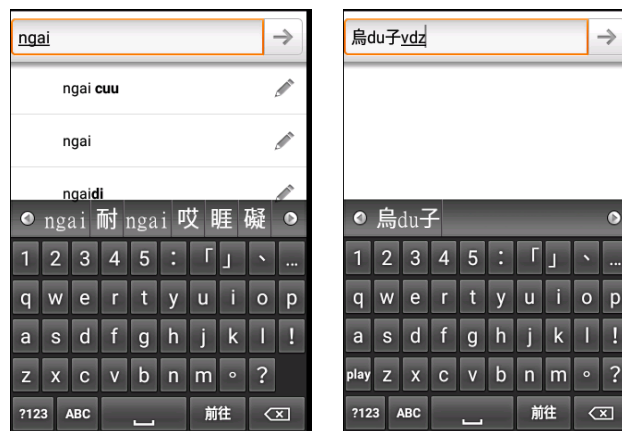 ngai
ngai cuu
ngai
ngaidi
ngai 耐 ngai 哎 睚 礙
1 2 3 4 5 : 「 」 、 …
q w e r t y u i o p
a s d f g h j k l !
z x c v b n m 。 ?
?123 ABC 前往
烏du子vdz
烏du子
1 2 3 4 5 : 「 」 、 …
q w e r t y u i o p
a s d f g h j k l !
play z x c v b n m 。 ?
?123 ABC 前往